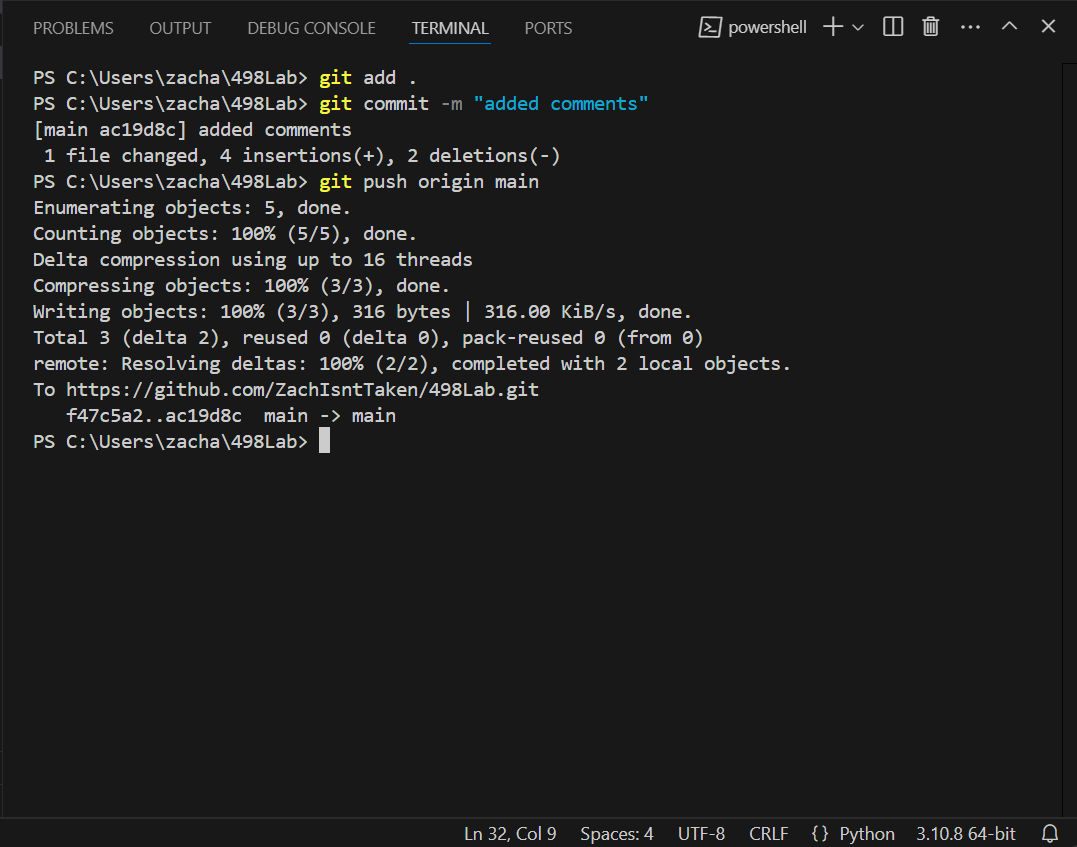 PROBLEMS OUTPUT DEBUG CONSOLE TERMINAL PORTS powershell
PS C:\Users\zacha\498Lab> git add .
PS C:\Users\zacha\498Lab> git commit -m "added comments"
[main ac19d8c] added comments
 1 file changed, 4 insertions(+), 2 deletions(-)
PS C:\Users\zacha\498Lab> git push origin main
Enumerating objects: 5, done.
Counting objects: 100% (5/5), done.
Delta compression using up to 16 threads
Compressing objects: 100% (3/3), done.
Writing objects: 100% (3/3), 316 bytes | 316.00 KiB/s, done.
Total 3 (delta 2), reused 0 (delta 0), pack-reused 0 (from 0)
remote: Resolving deltas: 100% (2/2), completed with 2 local objects.
To https://github.com/ZachIsntTaken/498Lab.git
   f47c5a2..ac19d8c  main -> main
PS C:\Users\zacha\498Lab>
Ln 32, Col 9 Spaces: 4 UTF-8 CRLF {} Python 3.10.8 64-bit